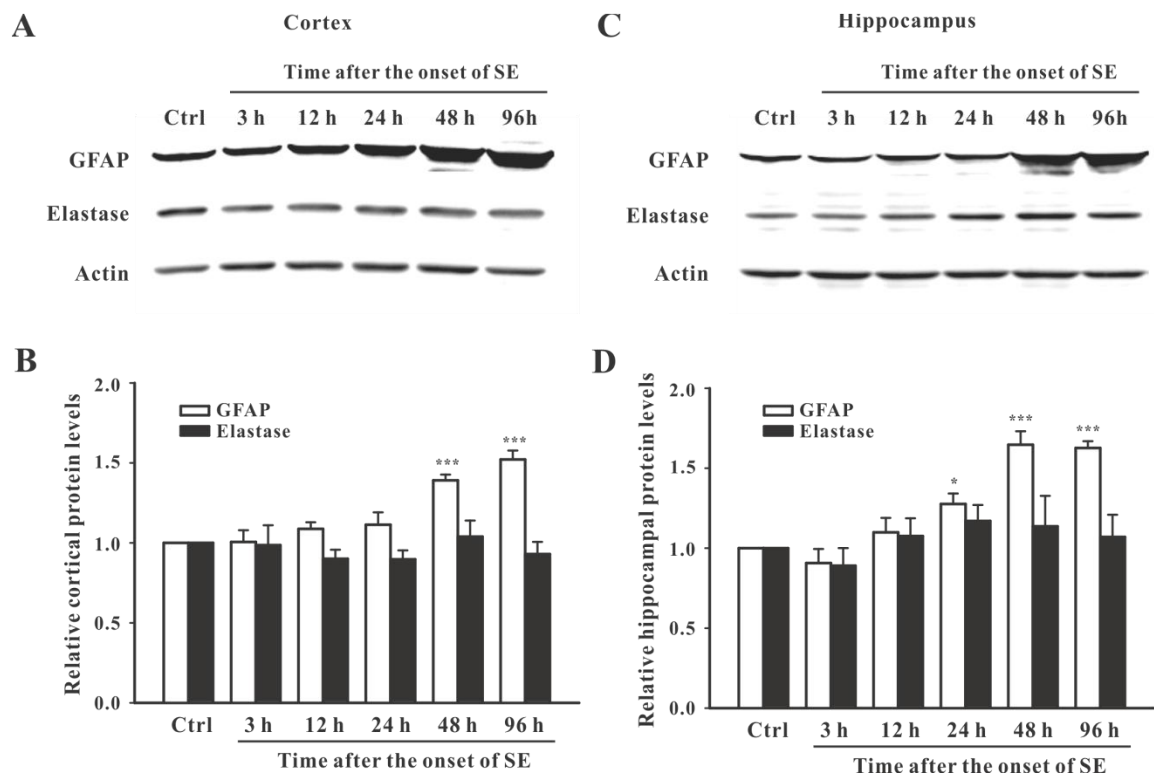 A
Cortex
Time after the onset of SE
Ctrl 3 h 12 h 24 h 48 h 96h
GFAP
Elastase
Actin
C
Hippocampus
Time after the onset of SE
Ctrl 3 h 12 h 24 h 48 h 96h
GFAP
Elastase
Actin
B
Relative cortical protein levels
2.0
1.5
1.0
0.5
0.0
GFAP
Elastase
***
***
Ctrl 3 h 12 h 24 h 48 h 96 h
Time after the onset of SE
D
Relative hippocampal protein levels
2.0
1.5
1.0
0.5
0.0
GFAP
Elastase
*
***
***
Ctrl 3 h 12 h 24 h 48 h 96 h
Time after the onset of SE